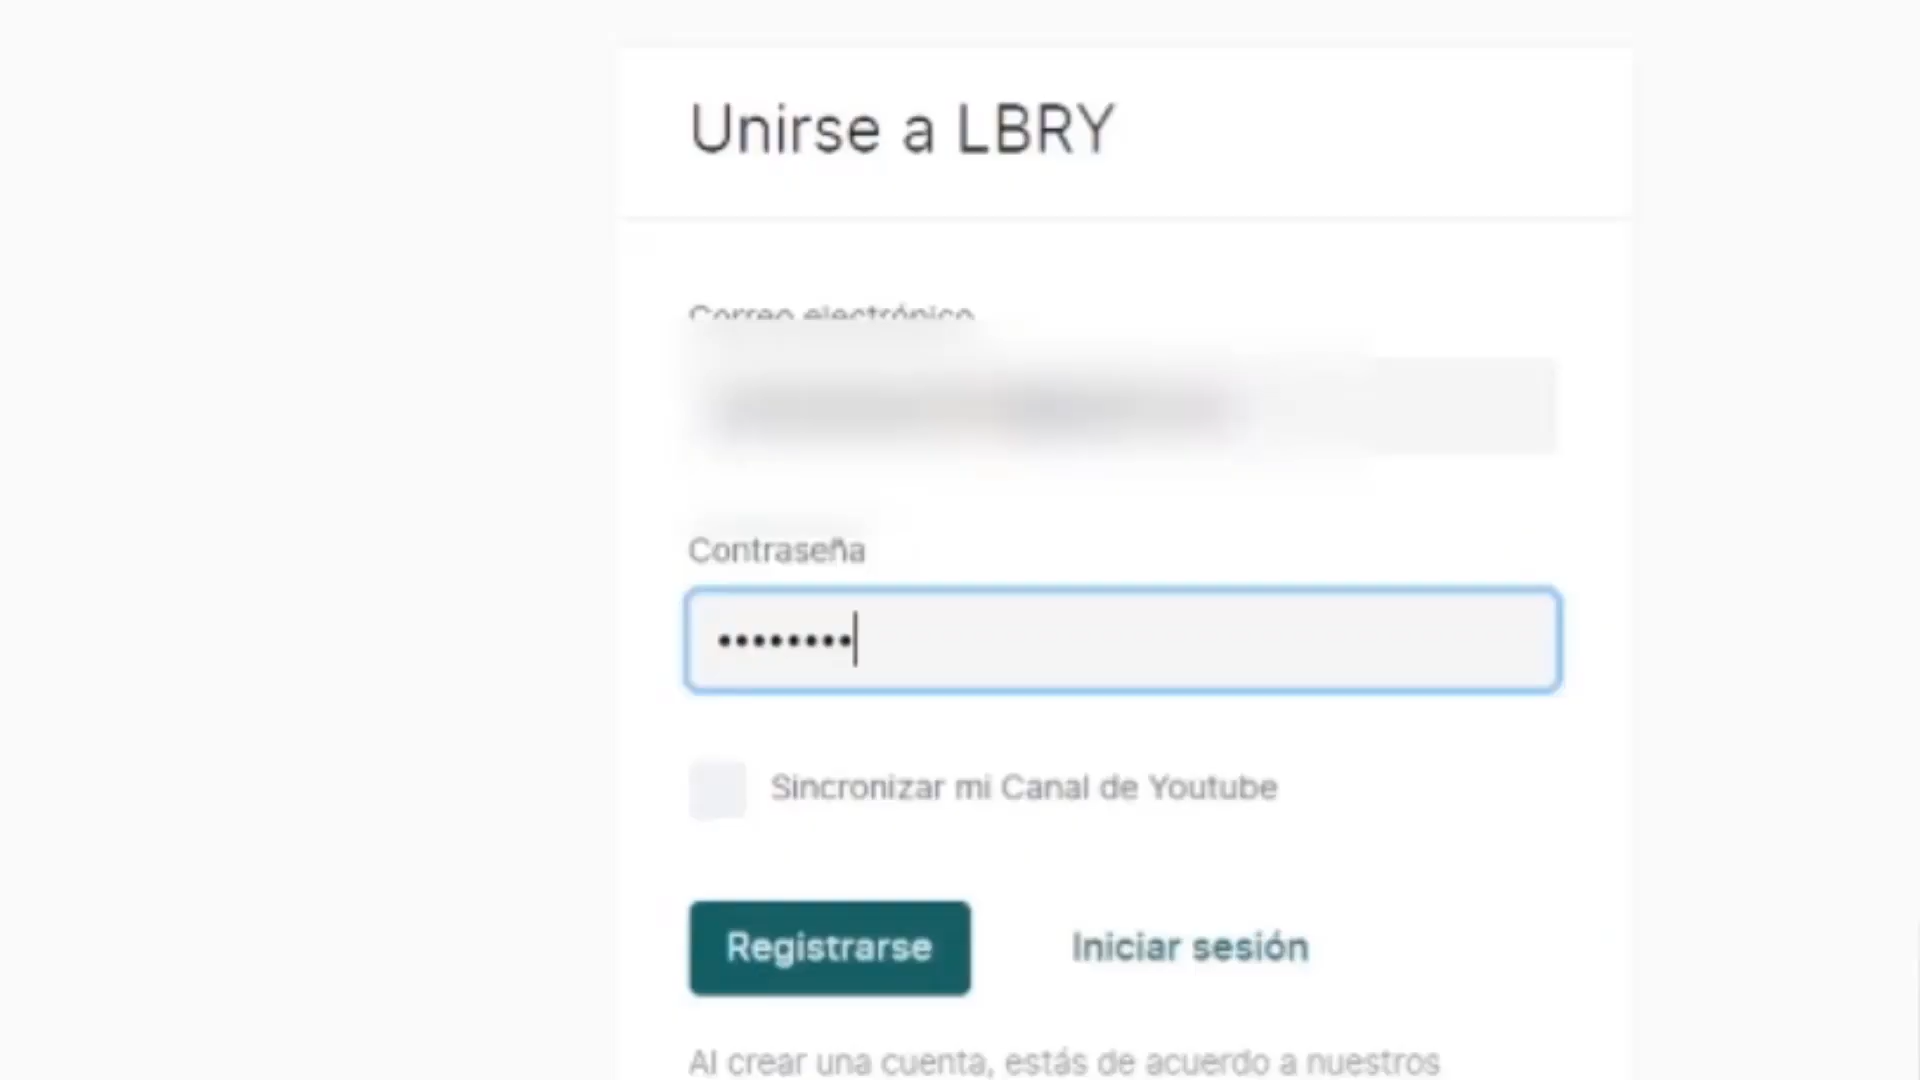 Unirse a LBRY
Correo electrónico
Contraseña
••••••••
Sincronizar mi Canal de Youtube
Registrarse
Iniciar sesión
Al crear una cuenta, estás de acuerdo a nuestros